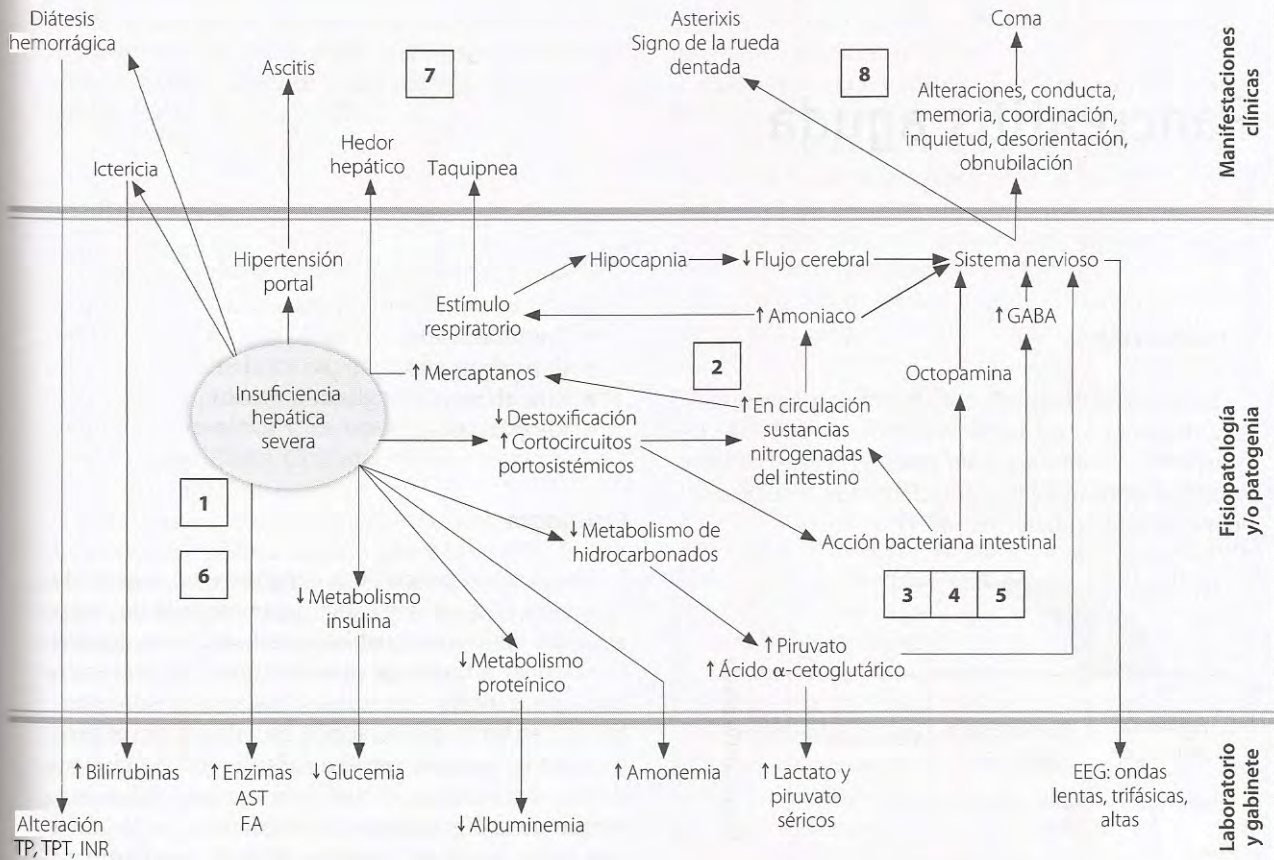 Diátesis
hemorrágica
Ascitis
7
Asterixis
Signo de la rueda
dentada
8
Coma
Alteraciones, conducta,
memoria, coordinación,
inquietud, desorientación,
obnubilación
Ictericia
Hedor
hepático
Taquipnea
Manifestaciones
clínicas
Hipertensión
portal
Hipocapnia
↓ Flujo cerebral
Sistema nervioso
Estímulo
respiratorio
↑ Amoniaco
↑ GABA
2
↑ Mercaptanos
Octopamina
Insuficiencia
hepática
severa
↓ Destoxificación
↑ Cortocircuitos
portosistémicos
↑ En circulación
sustancias
nitrogenadas
del intestino
1
6
↓ Metabolismo de
hidrocarbonados
Acción bacteriana intestinal
3 4 5
↓ Metabolismo
insulina
↓ Metabolismo
proteínico
↑ Piruvato
↑ Ácido α-cetoglutárico
Fisiopatología
y/o patogenia
↑ Bilirrubinas
↑ Enzimas
AST
FA
↓ Glucemia
↓ Albuminemia
↑ Amonemia
↑ Lactato y
piruvato
séricos
EEG: ondas
lentas, trifásicas,
altas
Alteración
TP, TPT, INR
Laboratorio
y gabinete